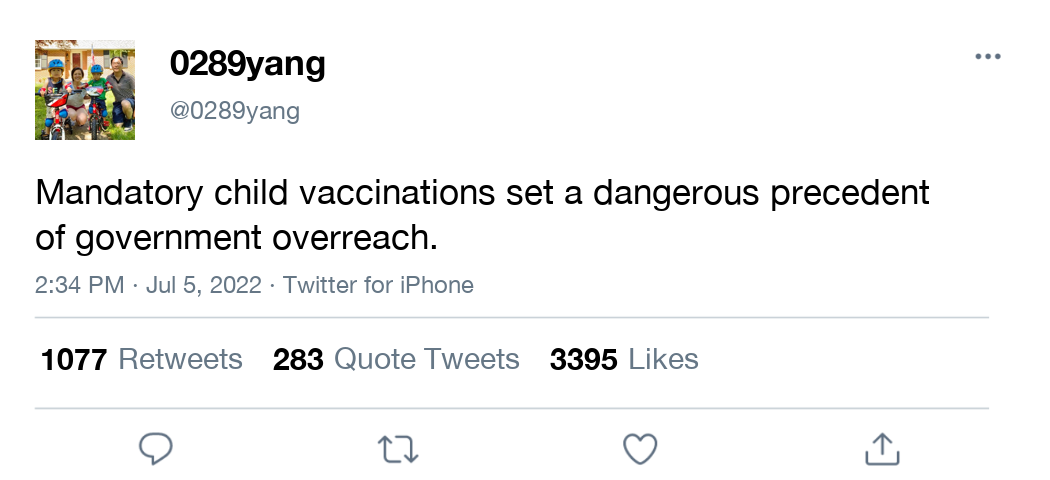 0289yang
@0289yang
Mandatory child vaccinations set a dangerous precedent
of government overreach.
2:34 PM · Jul 5, 2022 · Twitter for iPhone
1077 Retweets 283 Quote Tweets 3395 Likes